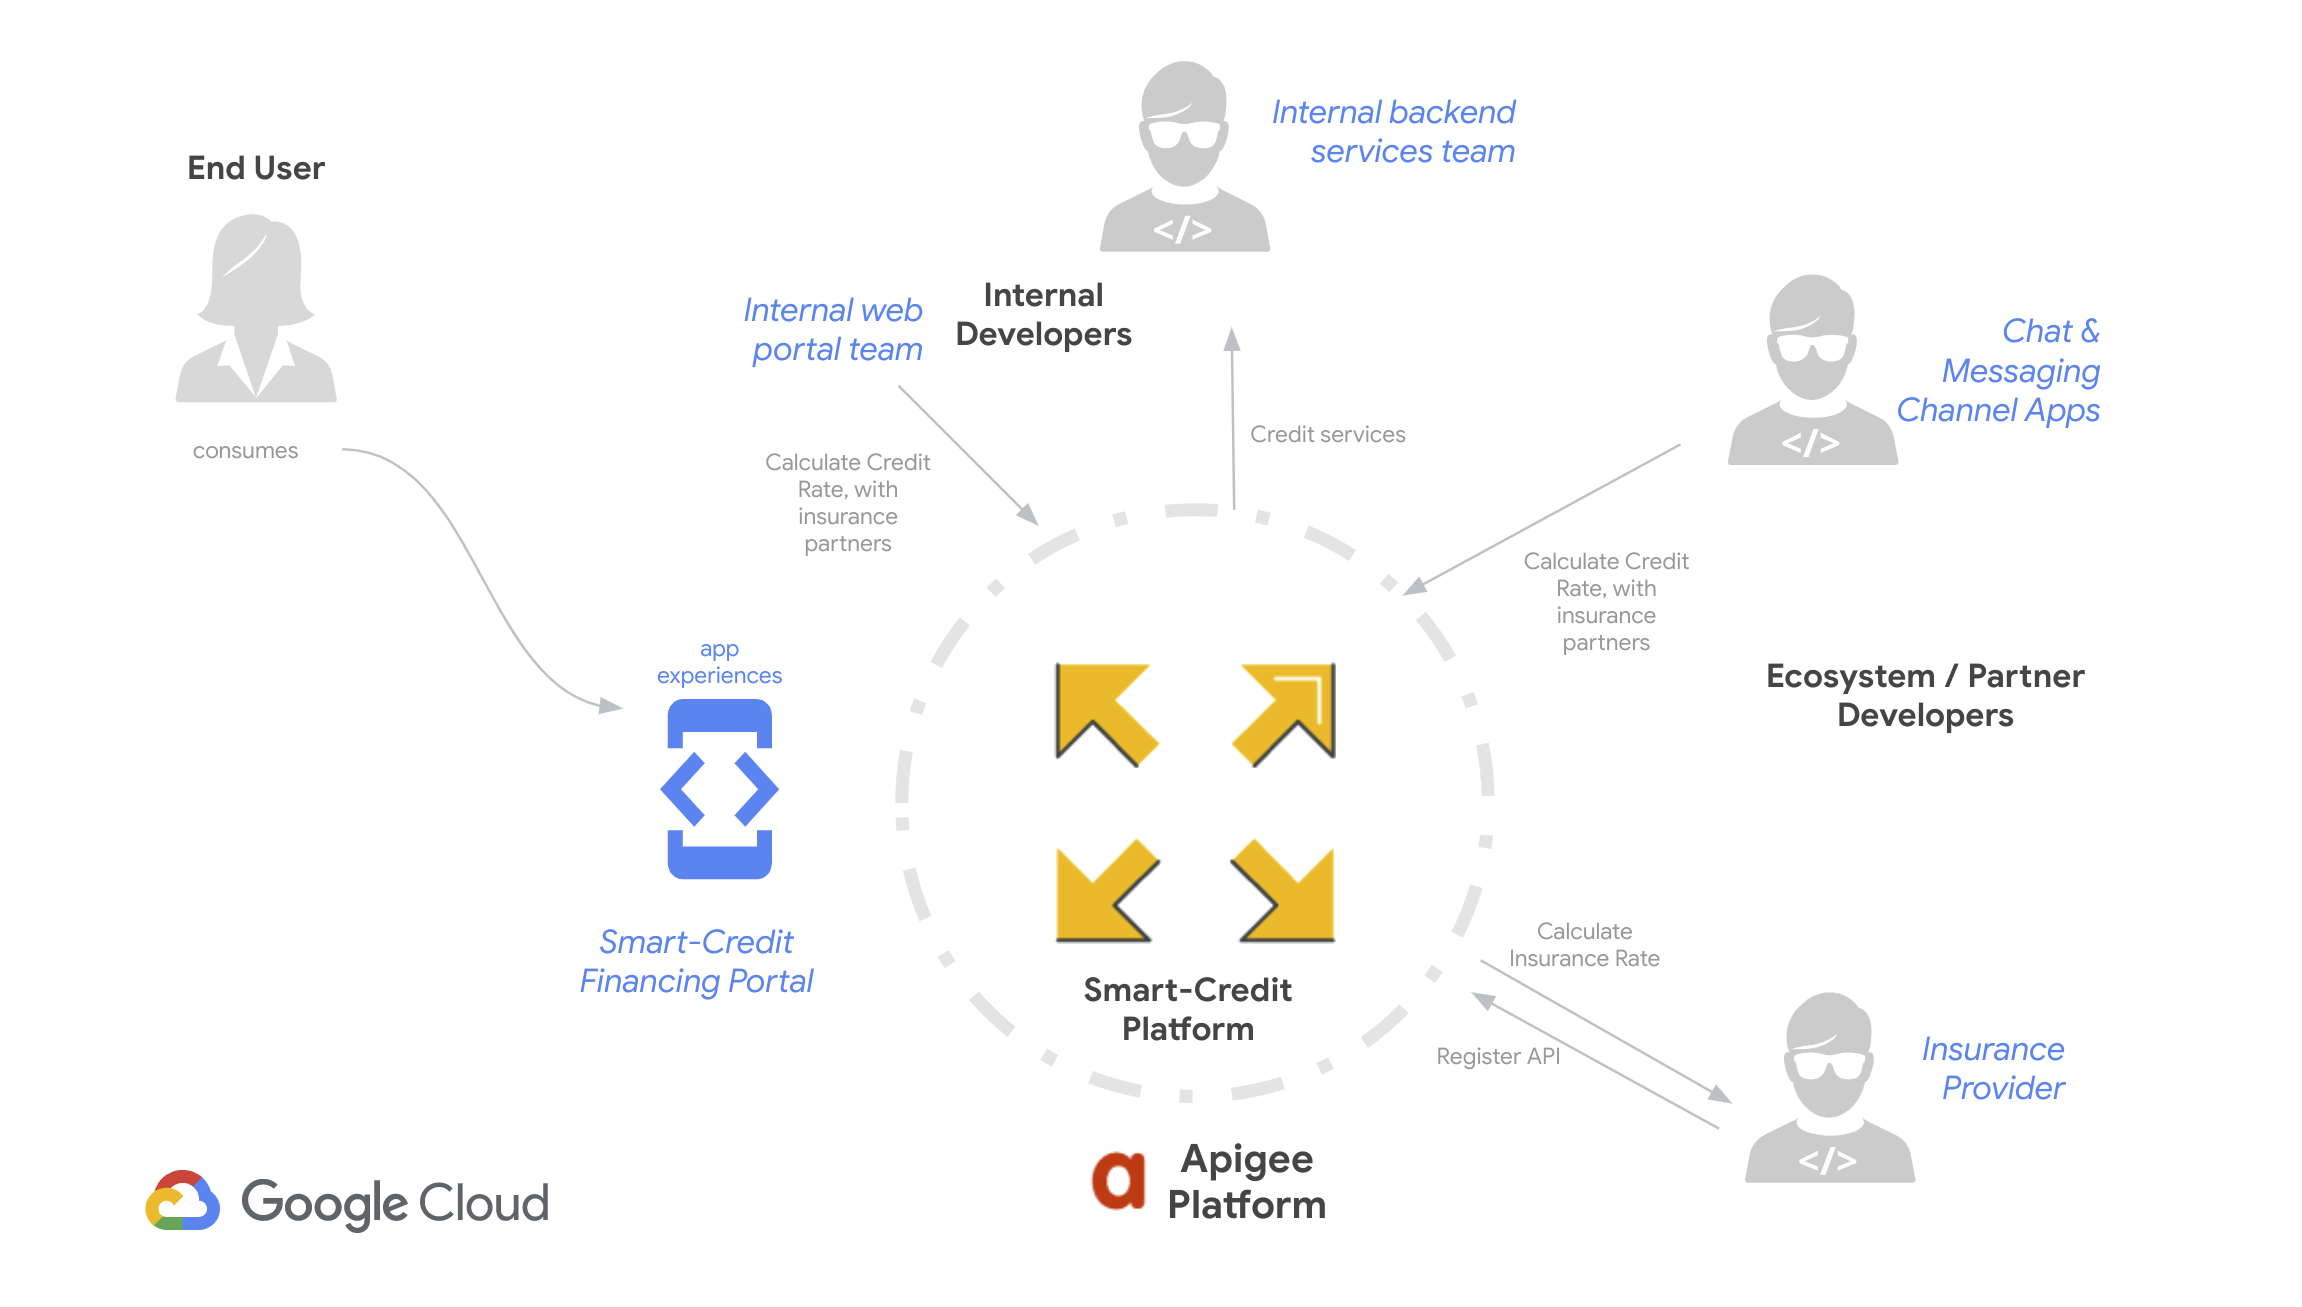 Internal backend
services team
</>
End User
Internal web
portal team
Internal
Developers
Chat &
Messaging
Channel Apps
</>
consumes
Calculate Credit
Rate, with
insurance
partners
Credit services
Calculate Credit
Rate, with
insurance
partners
app
experiences
Ecosystem / Partner
Developers
Smart-Credit
Financing Portal
Smart-Credit
Platform
Calculate
Insurance Rate
Register API
Insurance
Provider
</>
a
Apigee
Platform
Google Cloud